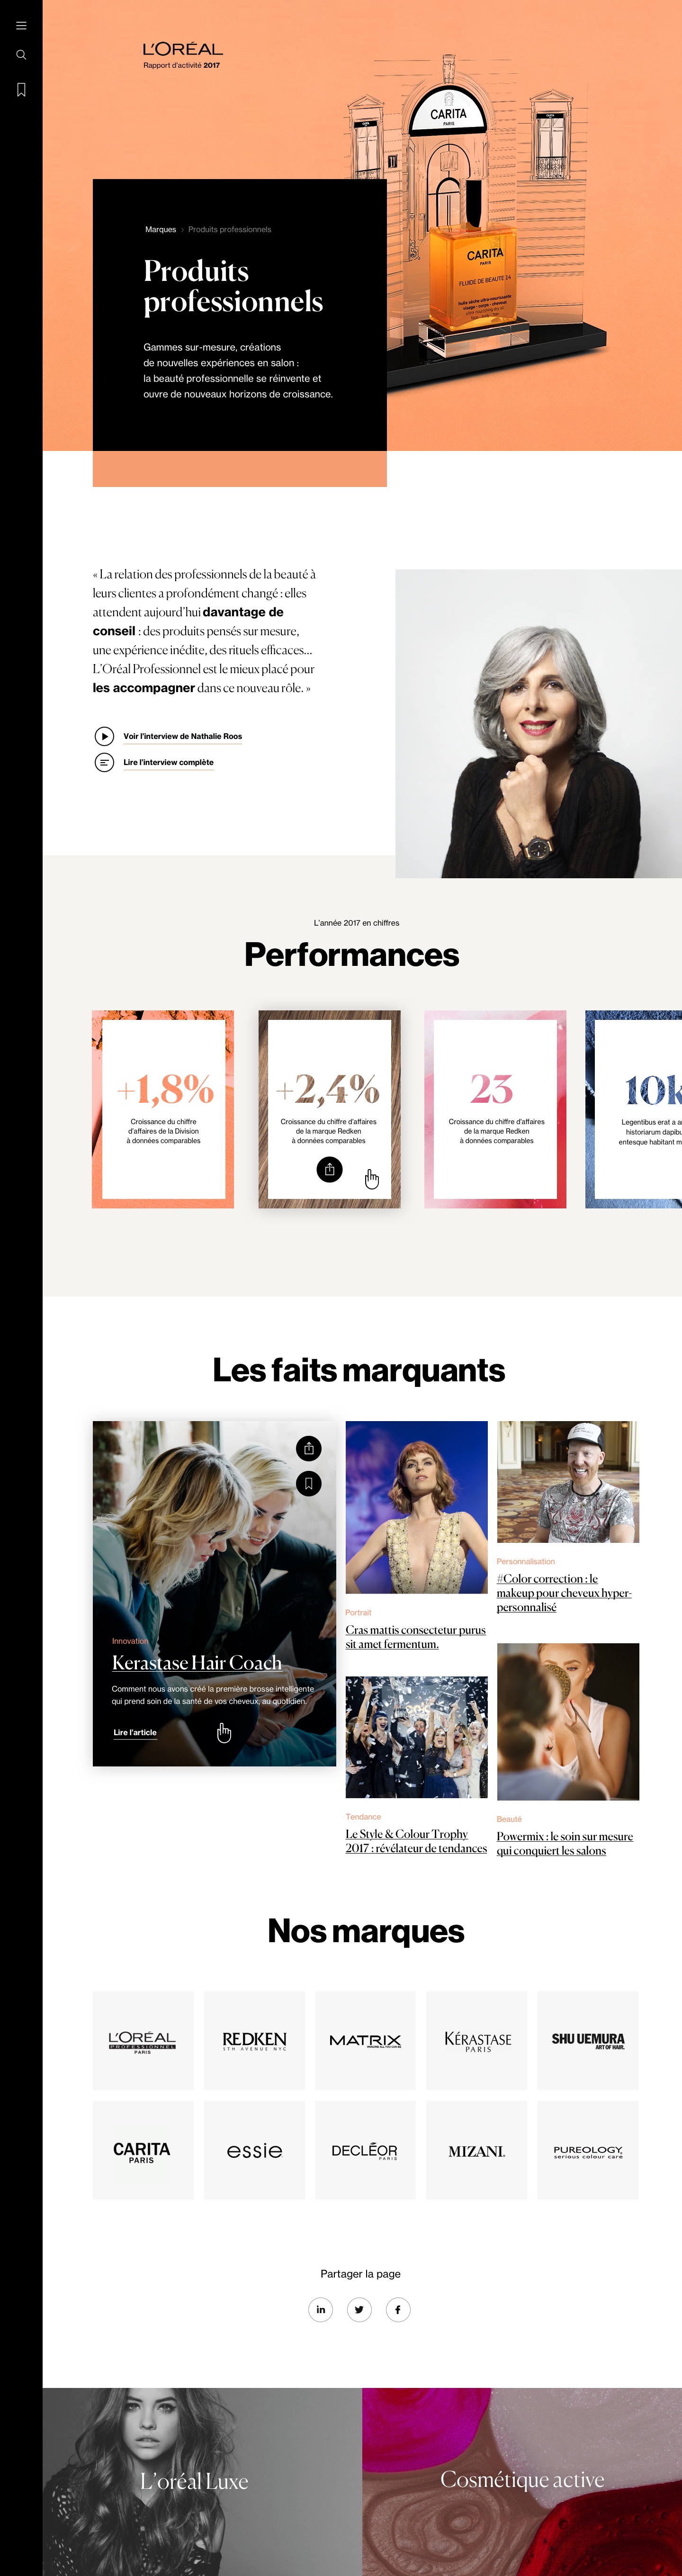 L'ORÉAL
Rapport d'activité 2017
CARITA
PARIS
CARITA
PARIS
FLUIDE DE BEAUTE 14
Marques > Produits professionnels
Produits
professionnels
Gammes sur-mesure, créations
de nouvelles expériences en salon :
la beauté professionnelle se réinvente et
ouvre de nouveaux horizons de croissance.
« La relation des professionnels de la beauté à
leurs clientes a profondément changé : elles
attendent aujourd'hui davantage de
conseil : des produits pensés sur mesure,
une expérience inédite, des rituels efficaces...
L'Oréal Professionnel est le mieux placé pour
les accompagner dans ce nouveau rôle. »
Voir l'interview de Nathalie Roos
Lire l'interview complète
L'année 2017 en chiffres
Performances
+1,8%
Croissance du chiffre
d'affaires de la Division
à données comparables
+2,4%
Croissance du chiffre d'affaires
de la marque Redken
à données comparables
23
Croissance du chiffre d'affaires
de la marque Redken
à données comparables
10k
Legentibus erat a a
historiarum dapibu
entesque habitant m
Les faits marquants
Innovation
Kerastase Hair Coach
Comment nous avons créé la première brosse intelligente
qui prend soin de la santé de vos cheveux, au quotidien.
Lire l'article
Portrait
Cras mattis consectetur purus
sit amet fermentum.
Tendance
Le Style & Colour Trophy
2017 : révélateur de tendances
Personnalisation
#Color correction : le
makeup pour cheveux hyper-
personnalisé
Beauté
Powermix : le soin sur mesure
qui conquiert les salons
Nos marques
L'ORÉAL
PROFESSIONNEL
PARIS
REDKEN
5TH AVENUE NYC
MATRIX
IMAGINE ALL YOU CAN BE
KÉRASTASE
PARIS
SHU UEMURA
ART OF HAIR.
CARITA
PARIS
essie
DECLÉOR
PARIS
MIZANI.
PUREOLOGY.
serious colour care
Partager la page
in
f
L'oréal Luxe
Cosmétique active